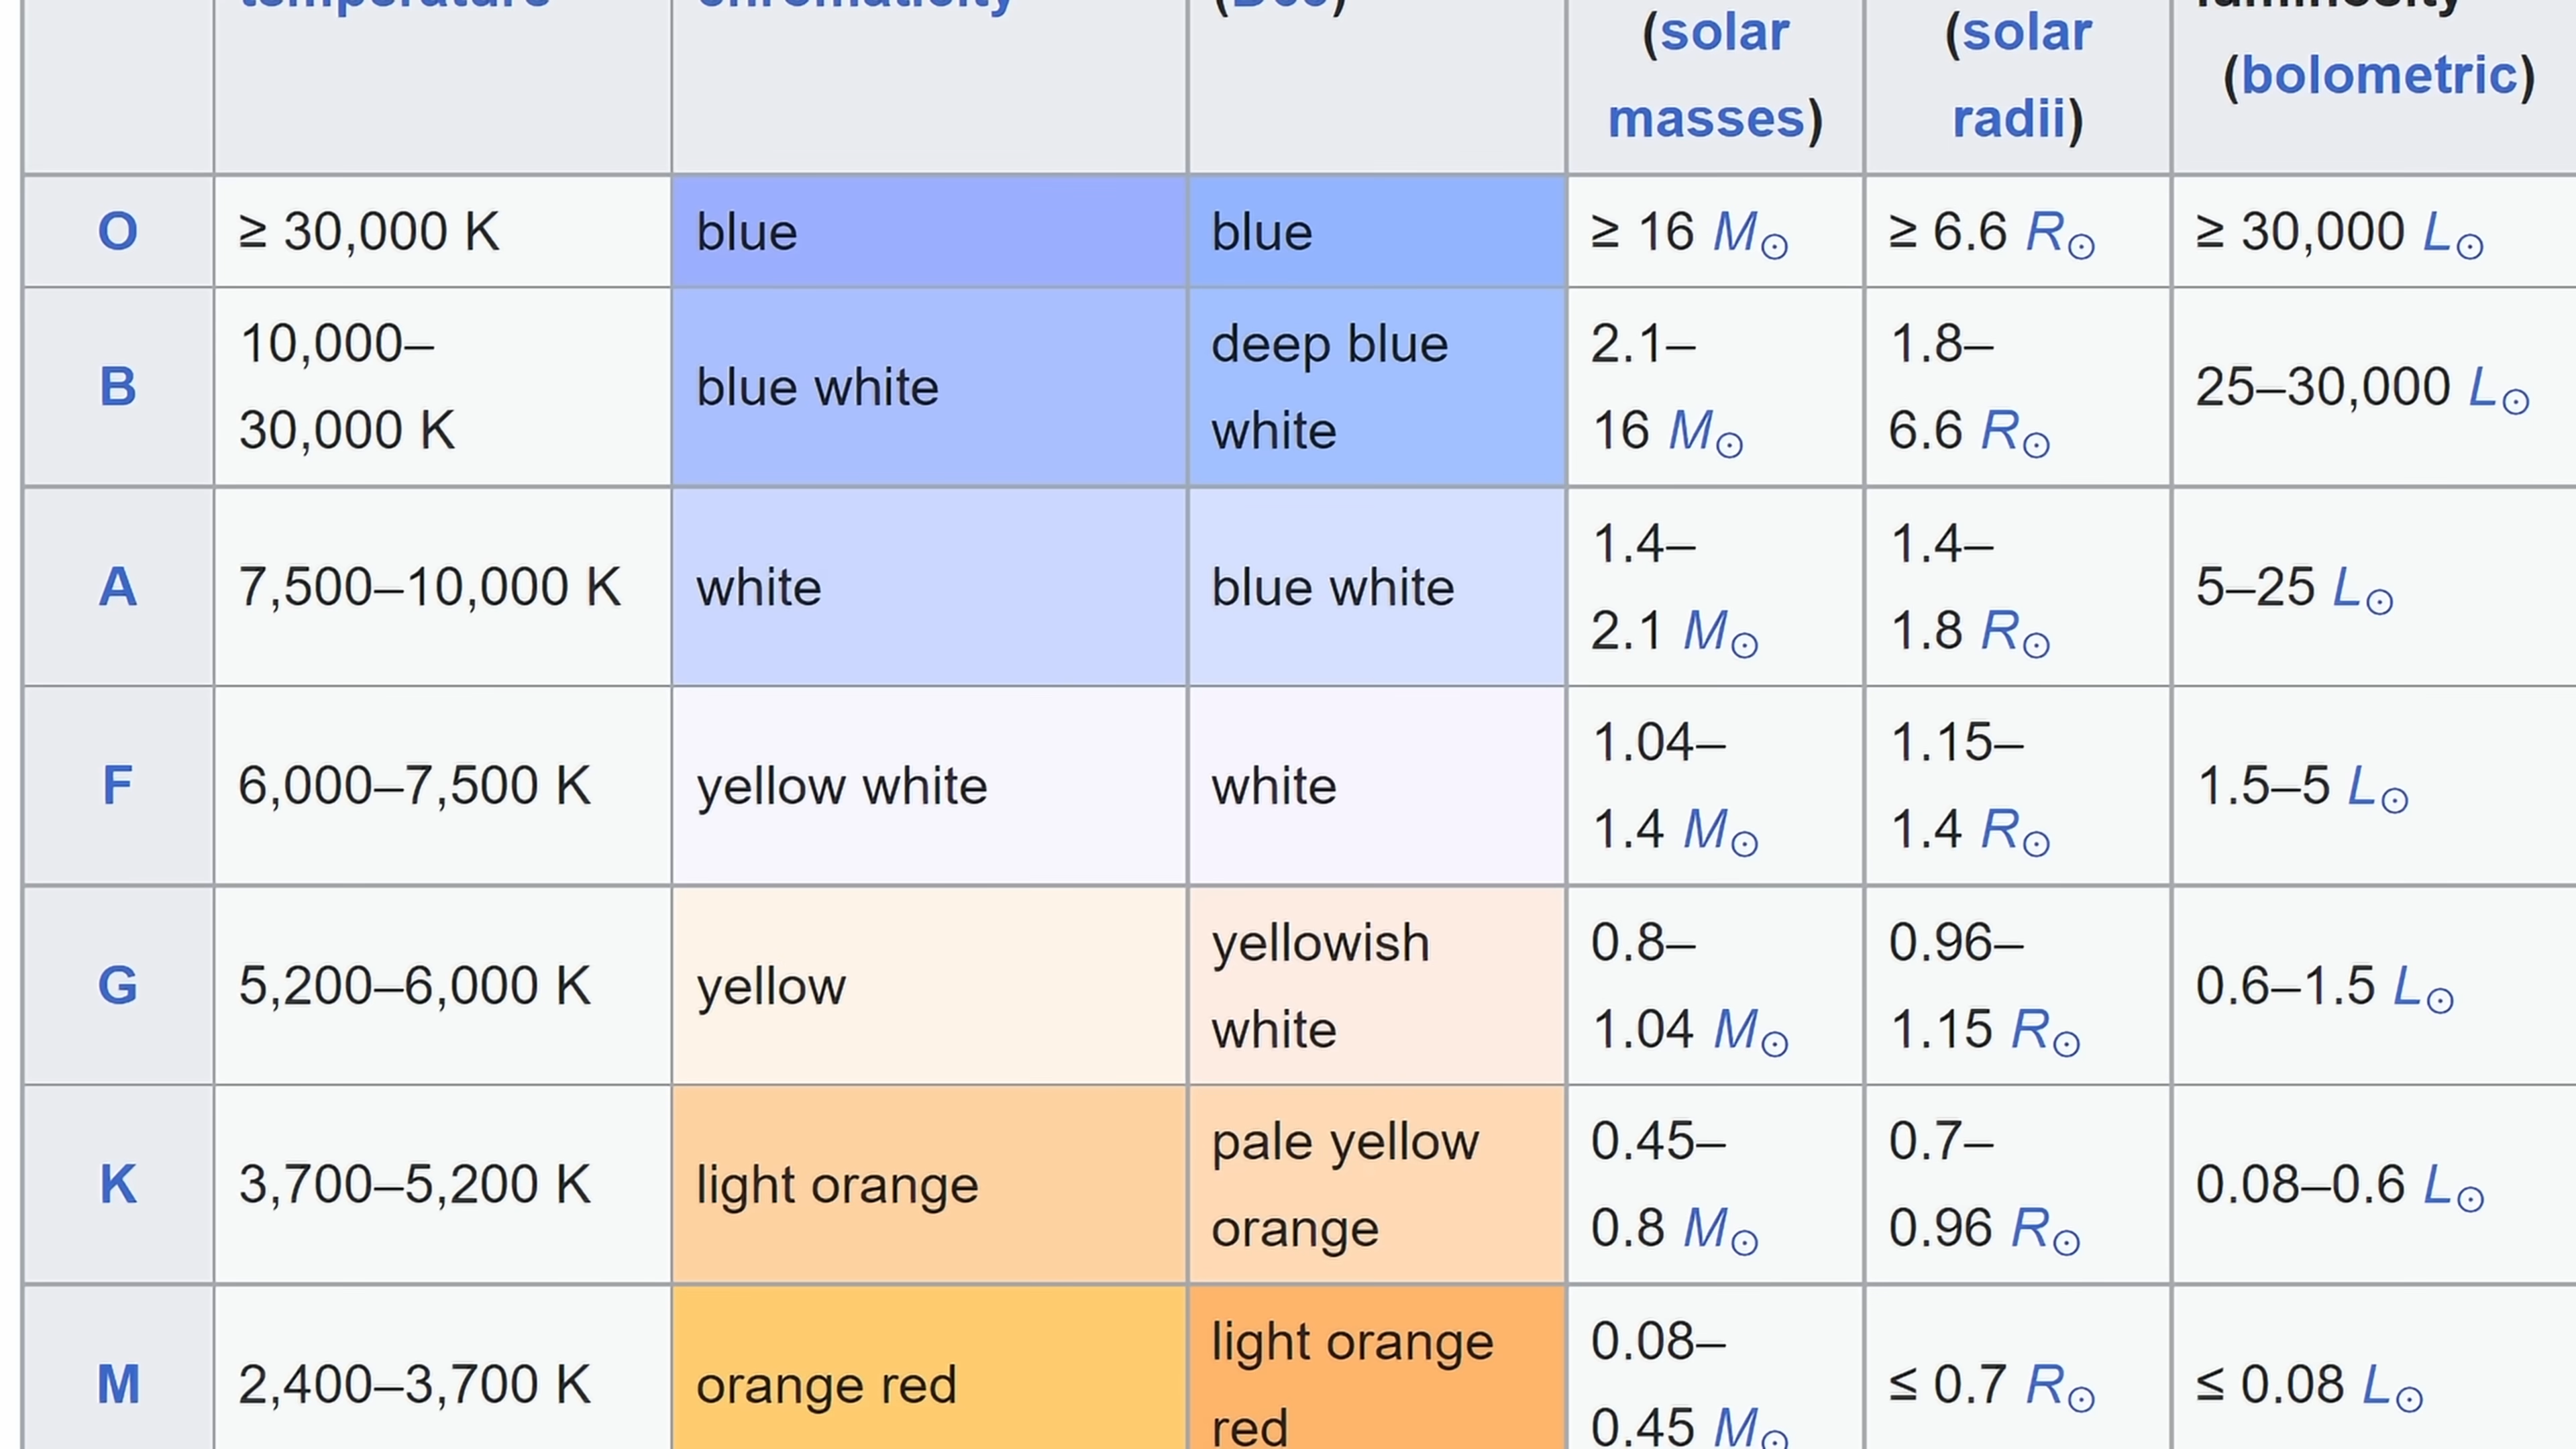 temperature
chromaticity
(D65)
(solar
masses)
(solar
radii)
luminosity
(bolometric)
O ≥ 30,000 K blue blue ≥ 16 M☉ ≥ 6.6 R☉ ≥ 30,000 L☉
B
10,000–
30,000 K
blue white
deep blue
white
2.1–
16 M☉
1.8–
6.6 R☉
25–30,000 L☉
A
7,500–10,000 K
white
blue white
1.4–
2.1 M☉
1.4–
1.8 R☉
5–25 L☉
F
6,000–7,500 K
yellow white
white
1.04–
1.4 M☉
1.15–
1.4 R☉
1.5–5 L☉
G
5,200–6,000 K
yellow
yellowish
white
0.8–
1.04 M☉
0.96–
1.15 R☉
0.6–1.5 L☉
K
3,700–5,200 K
light orange
pale yellow
orange
0.45–
0.8 M☉
0.7–
0.96 R☉
0.08–0.6 L☉
M
2,400–3,700 K
orange red
light orange
red
0.08–
0.45 M☉
≤ 0.7 R☉
≤ 0.08 L☉